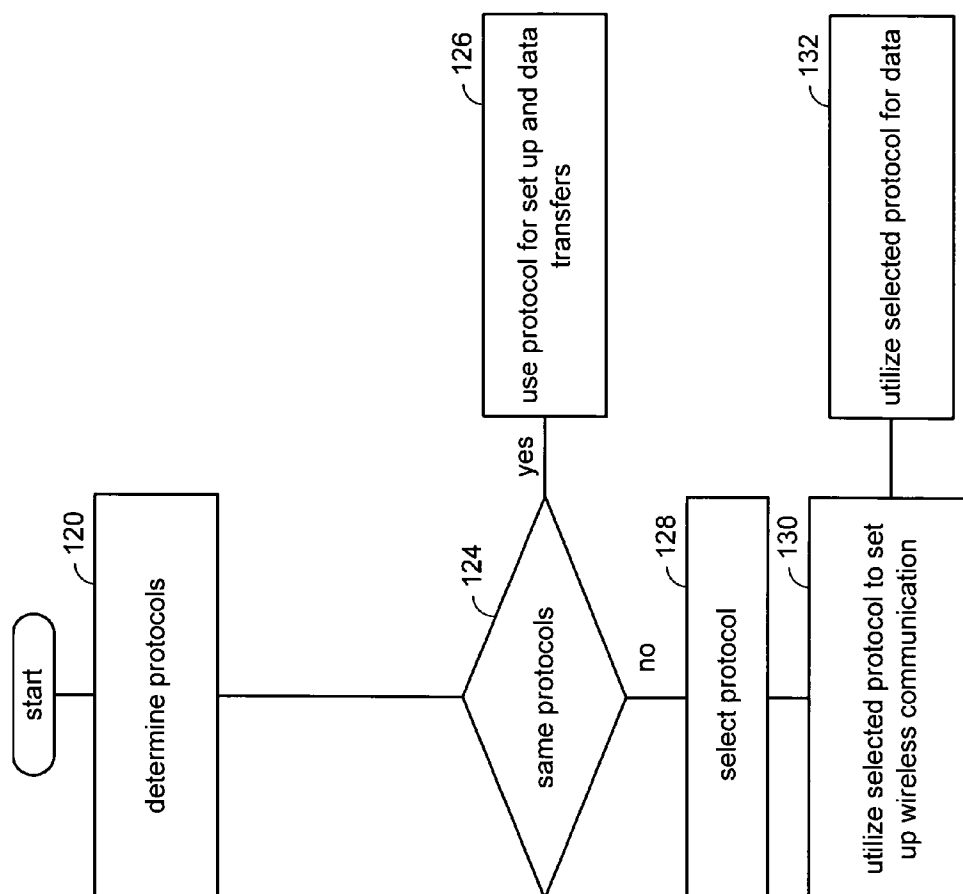 start
120
determine protocols
124
same protocols
yes
126
use protocol for set up and data
transfers
no
128
select protocol
130
utilize selected protocol to set
up wireless communication
132
utilize selected protocol for data